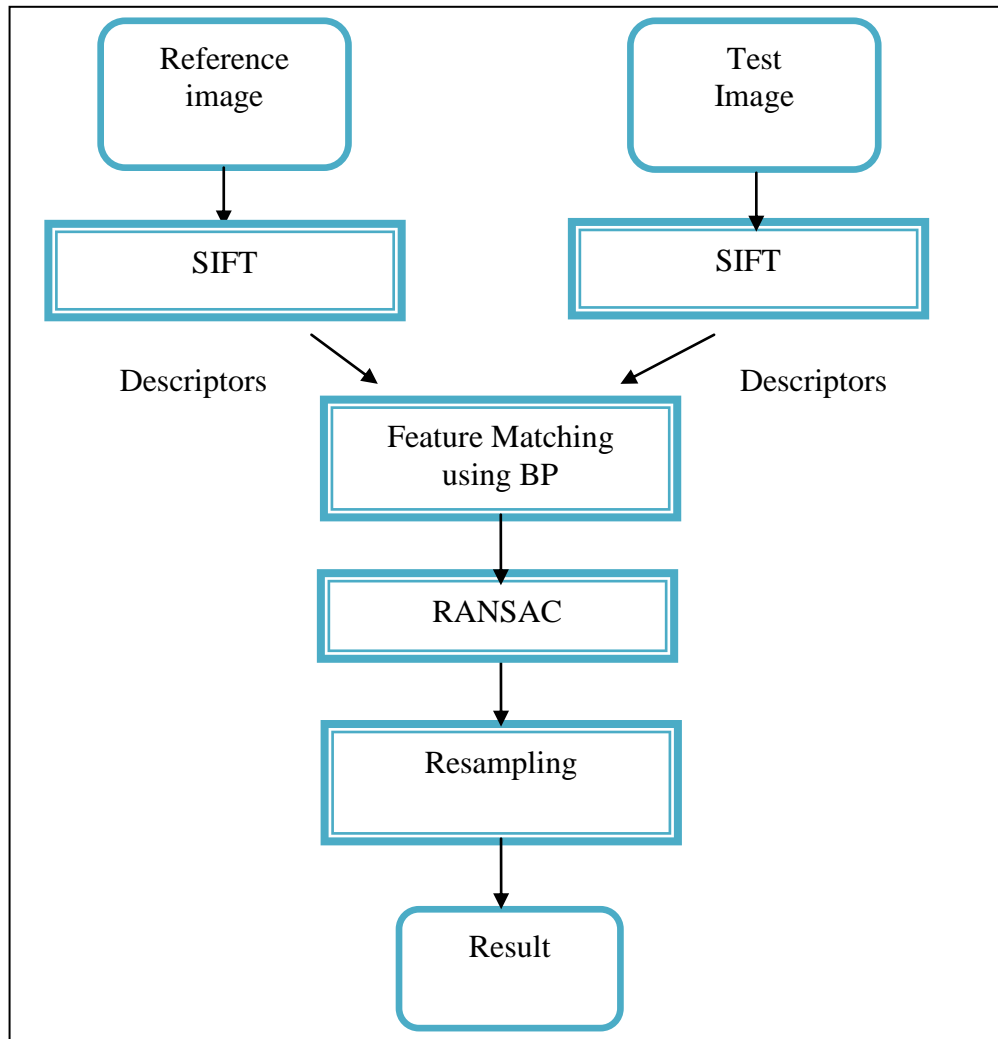 Reference
image
Test
Image
SIFT
SIFT
Descriptors
Descriptors
Feature Matching
using BP
RANSAC
Resampling
Result